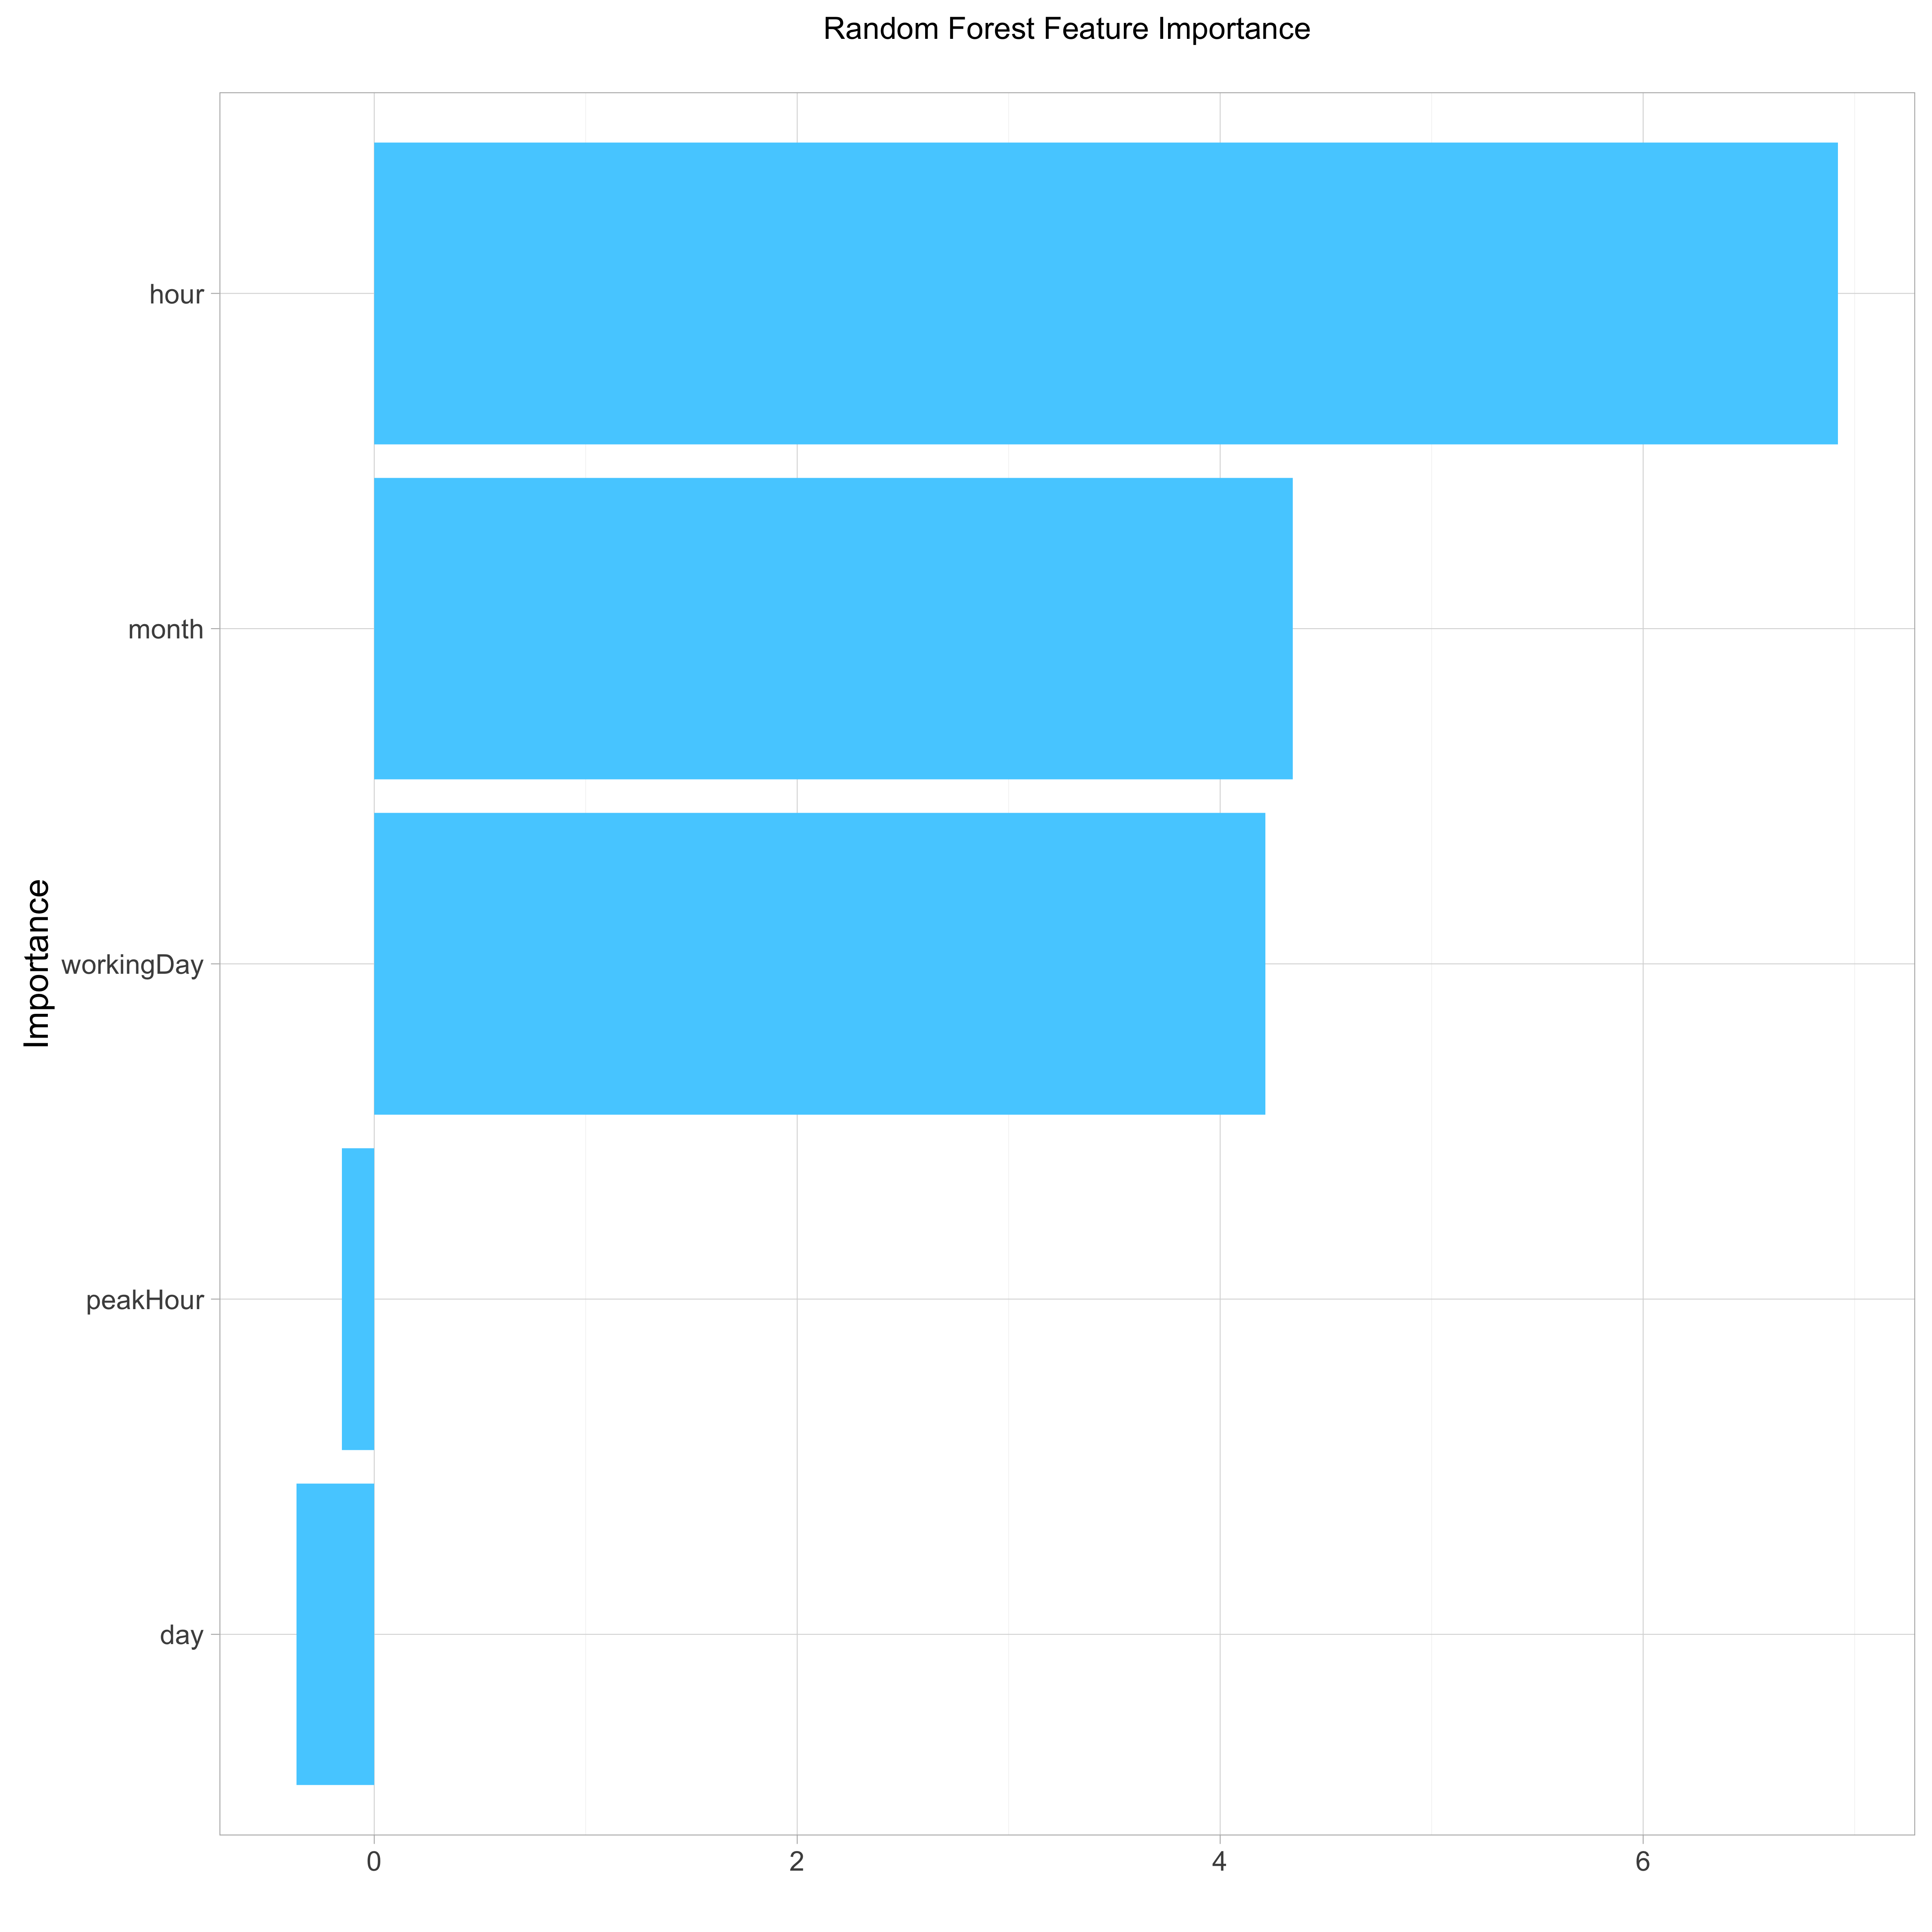 Random Forest Feature Importance
Importance
hour
month
workingDay
peakHour
day
0 2 4 6